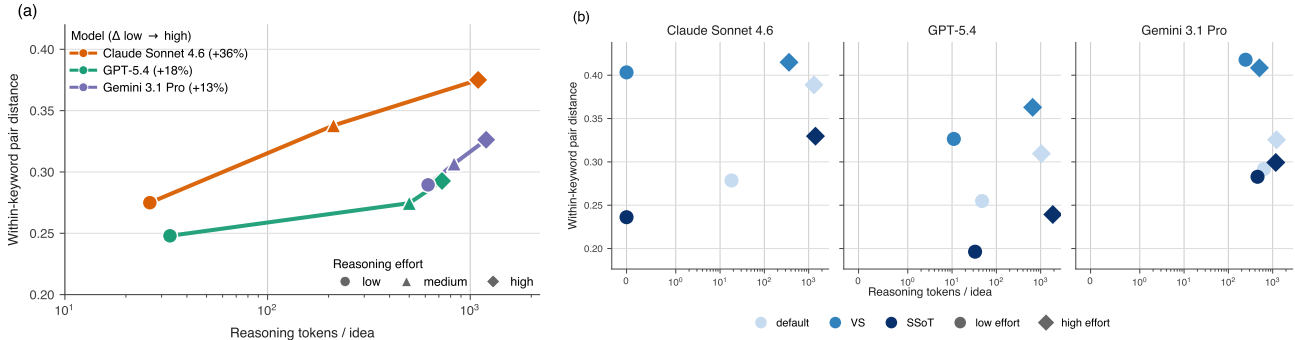 (a)
Model (Δ low → high)
Claude Sonnet 4.6 (+36%)
GPT-5.4 (+18%)
Gemini 3.1 Pro (+13%)
Within-keyword pair distance
0.40
0.35
0.30
0.25
0.20
Reasoning effort
low medium high
10¹ 10² 10³
Reasoning tokens / idea
(b)
Claude Sonnet 4.6 GPT-5.4 Gemini 3.1 Pro
Within-keyword pair distance
0.40
0.35
0.30
0.25
0.20
0 10⁰ 10¹ 10² 10³ 0 10⁰ 10¹ 10² 10³ 0 10⁰ 10¹ 10² 10³
Reasoning tokens / idea
default VS SSoT low effort high effort